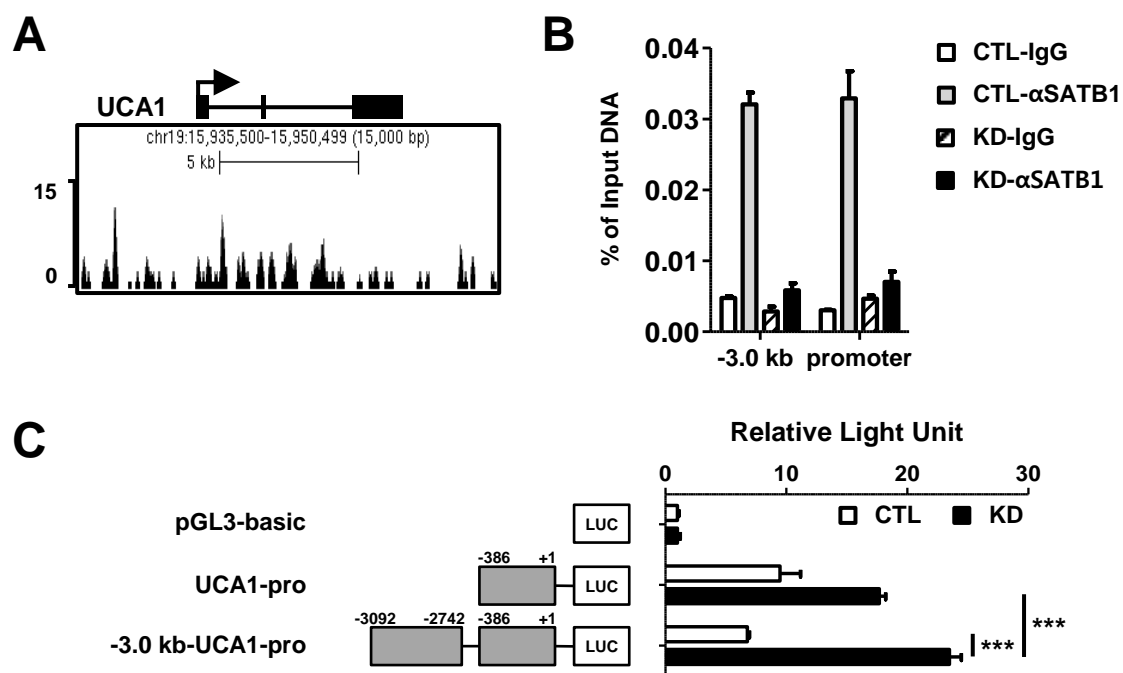 A
UCA1
chr19:15,935,500-15,950,499 (15,000 bp)
5 kb
15
0
B
% of Input DNA
0.04
0.03
0.02
0.01
0.00
-3.0 kb promoter
CTL-IgG
CTL-αSATB1
KD-IgG
KD-αSATB1
C
Relative Light Unit
0 10 20 30
CTL KD
pGL3-basic
LUC
UCA1-pro
-386 +1
LUC
-3.0 kb-UCA1-pro
-3092 -2742 -386 +1
LUC
***
***